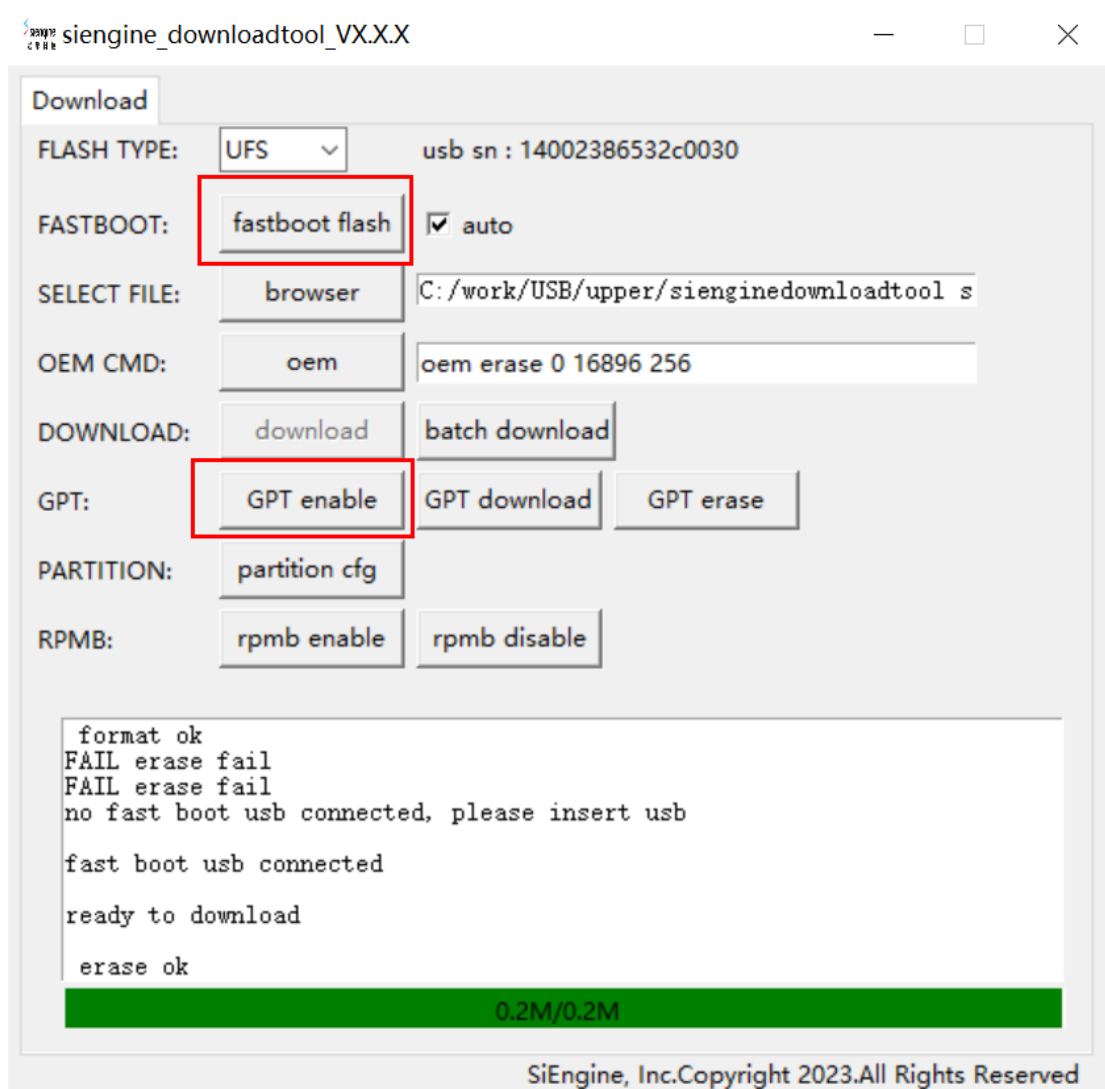 siengine_downloadtool_VX.X.X
Download
FLASH TYPE: UFS usb sn : 14002386532c0030
FASTBOOT: fastboot flash auto
SELECT FILE: browser C:/work/USB/upper/sienginedownloadtool s
OEM CMD: oem oem erase 0 16896 256
DOWNLOAD: download batch download
GPT: GPT enable GPT download GPT erase
PARTITION: partition cfg
RPMB: rpmb enable rpmb disable
format ok
FAIL erase fail
FAIL erase fail
no fast boot usb connected, please insert usb
fast boot usb connected
ready to download
erase ok
0.2M/0.2M
SiEngine, Inc.Copyright 2023.All Rights Reserved